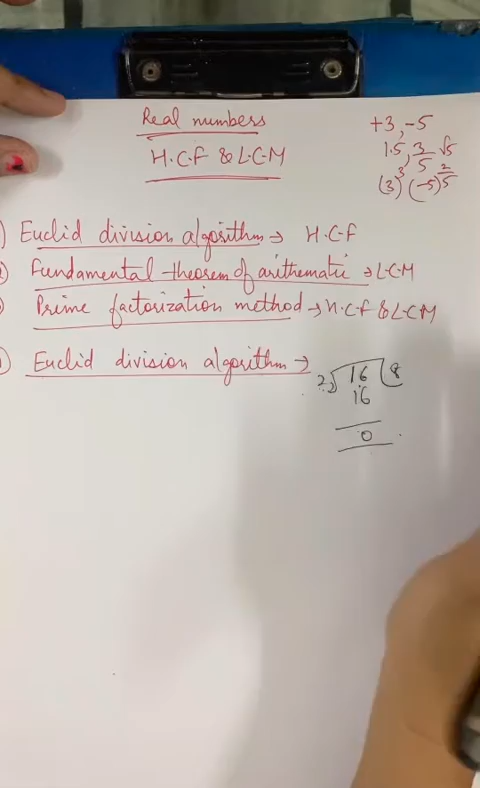 Real numbers
H.C.F & L.C.M
+3, -5
1.5, 3/5, √5
(3)^3 (-5)^2/5
) Euclid division algorithm → H.C.F
Fundamental theorem of arithematic → L.C.M
Prime factorization method → H.C.F & L.C.M
) Euclid division algorithm →
2) 16 (8
16
0